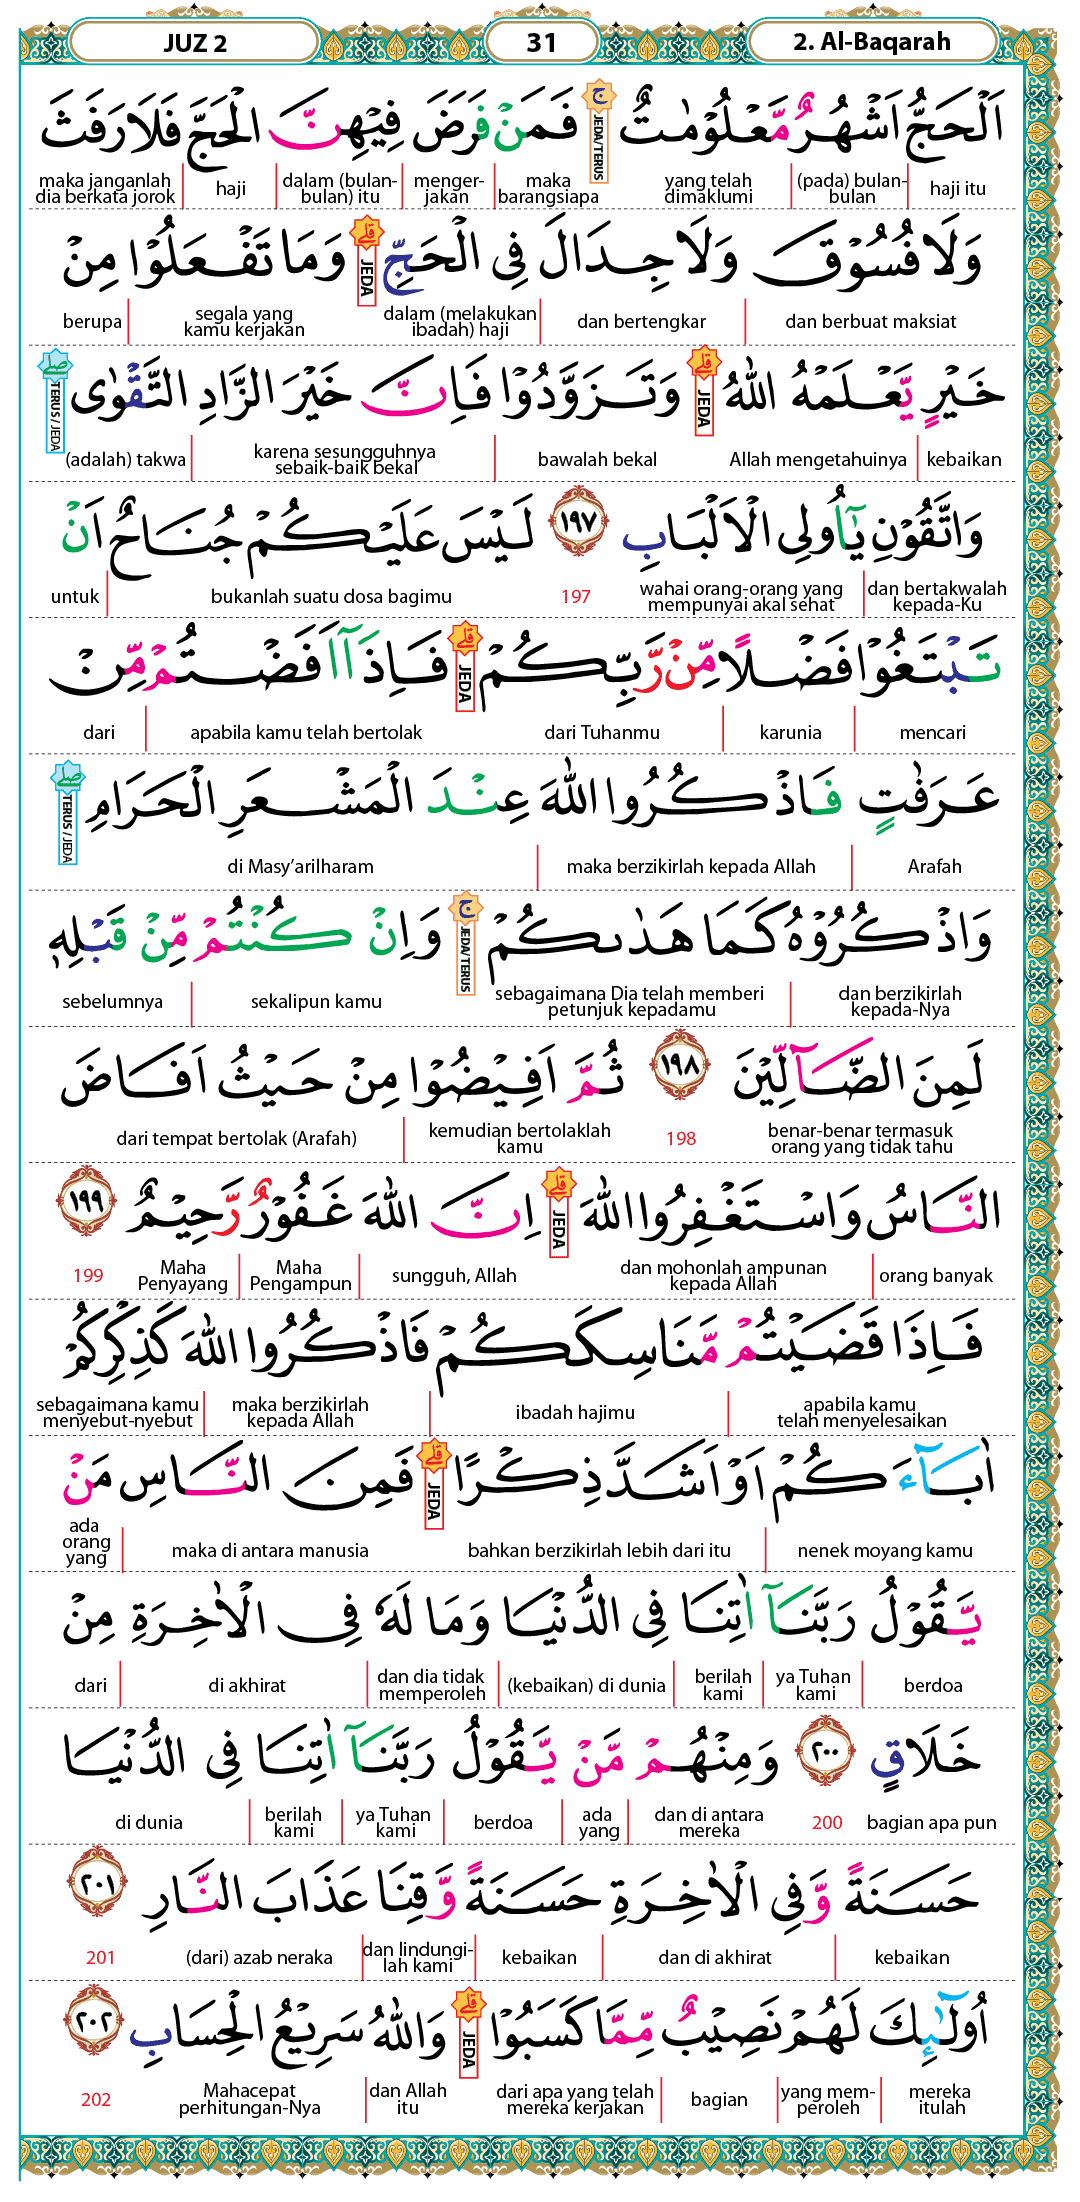 JUZ 2 31 2. Al-Baqarah
اَلْحَجُّ اَشْهُرٌ مَّعْلُوْمٰتٌ ۚ فَمَنْ فَرَضَ فِيْهِنَّ الْحَجَّ فَلَا رَفَثَ
JEDA/TERUS
haji itu | (pada) bulan-bulan | yang telah dimaklumi | maka barangsiapa | menger-jakan | dalam (bulan-bulan) itu | haji | maka janganlah dia berkata jorok
وَلَا فُسُوْقَ وَلَا جِدَالَ فِى الْحَجِّ ۗ وَمَا تَفْعَلُوْا مِنْ
JEDA
dan berbuat maksiat | dan bertengkar | dalam (melakukan ibadah) haji | segala yang kamu kerjakan | berupa
خَيْرٍ يَّعْلَمْهُ اللّٰهُ ۗ وَتَزَوَّدُوْا فَاِنَّ خَيْرَ الزَّادِ التَّقْوٰى ۖ
JEDA TERUS / JEDA
kebaikan | Allah mengetahuinya | bawalah bekal | karena sesungguhnya sebaik-baik bekal | (adalah) takwa
وَاتَّقُوْنِ يٰٓاُولِى الْاَلْبَابِ ١٩٧ لَيْسَ عَلَيْكُمْ جُنَاحٌ اَنْ
dan bertakwalah kepada-Ku | wahai orang-orang yang mempunyai akal sehat 197 bukanlah suatu dosa bagimu | untuk
تَبْتَغُوْا فَضْلًا مِّنْ رَّبِّكُمْ ۗ فَاِذَآ اَفَضْتُمْ مِّنْ
JEDA
mencari | karunia | dari Tuhanmu | apabila kamu telah bertolak | dari
عَرَفٰتٍ فَاذْكُرُوا اللّٰهَ عِنْدَ الْمَشْعَرِ الْحَرَامِ ۖ
TERUS / JEDA
Arafah | maka berzikirlah kepada Allah | di Masy’arilharam
وَاذْكُرُوْهُ كَمَا هَدٰىكُمْ ۚ وَاِنْ كُنْتُمْ مِّنْ قَبْلِهٖ
JEDA/TERUS
dan berzikirlah kepada-Nya | sebagaimana Dia telah memberi petunjuk kepadamu | sekalipun kamu | sebelumnya
لَمِنَ الضَّآلِّيْنَ ١٩٨ ثُمَّ اَفِيْضُوْا مِنْ حَيْثُ اَفَاضَ
benar-benar termasuk orang yang tidak tahu 198 kemudian bertolaklah kamu | dari tempat bertolak (Arafah)
النَّاسُ وَاسْتَغْفِرُوا اللّٰهَ ۗ اِنَّ اللّٰهَ غَفُوْرٌ رَّحِيْمٌ ١٩٩
JEDA
orang banyak | dan mohonlah ampunan kepada Allah | sungguh, Allah | Maha Pengampun | Maha Penyayang 199
فَاِذَا قَضَيْتُمْ مَّنَاسِكَكُمْ فَاذْكُرُوا اللّٰهَ كَذِكْرِكُمْ
apabila kamu telah menyelesaikan | ibadah hajimu | maka berzikirlah kepada Allah | sebagaimana kamu menyebut-nyebut
اٰبَاۤءَكُمْ اَوْ اَشَدَّ ذِكْرًا ۗ فَمِنَ النَّاسِ مَنْ
JEDA
nenek moyang kamu | bahkan berzikirlah lebih dari itu | maka di antara manusia | ada orang yang
يَّقُوْلُ رَبَّنَآ اٰتِنَا فِى الدُّنْيَا وَمَا لَهٗ فِى الْاٰخِرَةِ مِنْ
berdoa | ya Tuhan kami | berilah kami | (kebaikan) di dunia | dan dia tidak memperoleh | di akhirat | dari
خَلَاقٍ ٢٠٠ وَمِنْهُمْ مَّنْ يَّقُوْلُ رَبَّنَآ اٰتِنَا فِى الدُّنْيَا
bagian apa pun 200 dan di antara mereka | ada yang | berdoa | ya Tuhan kami | berilah kami | di dunia
حَسَنَةً وَّفِى الْاٰخِرَةِ حَسَنَةً وَّقِنَا عَذَابَ النَّارِ ٢٠١
kebaikan | dan di akhirat | kebaikan | dan lindungi-lah kami | (dari) azab neraka 201
اُولٰۤىِٕكَ لَهُمْ نَصِيْبٌ مِّمَّا كَسَبُوْا ۗ وَاللّٰهُ سَرِيْعُ الْحِسَابِ ٢٠٢
JEDA
mereka itulah | yang mem-peroleh | bagian | dari apa yang telah mereka kerjakan | dan Allah itu | Mahacepat perhitungan-Nya 202